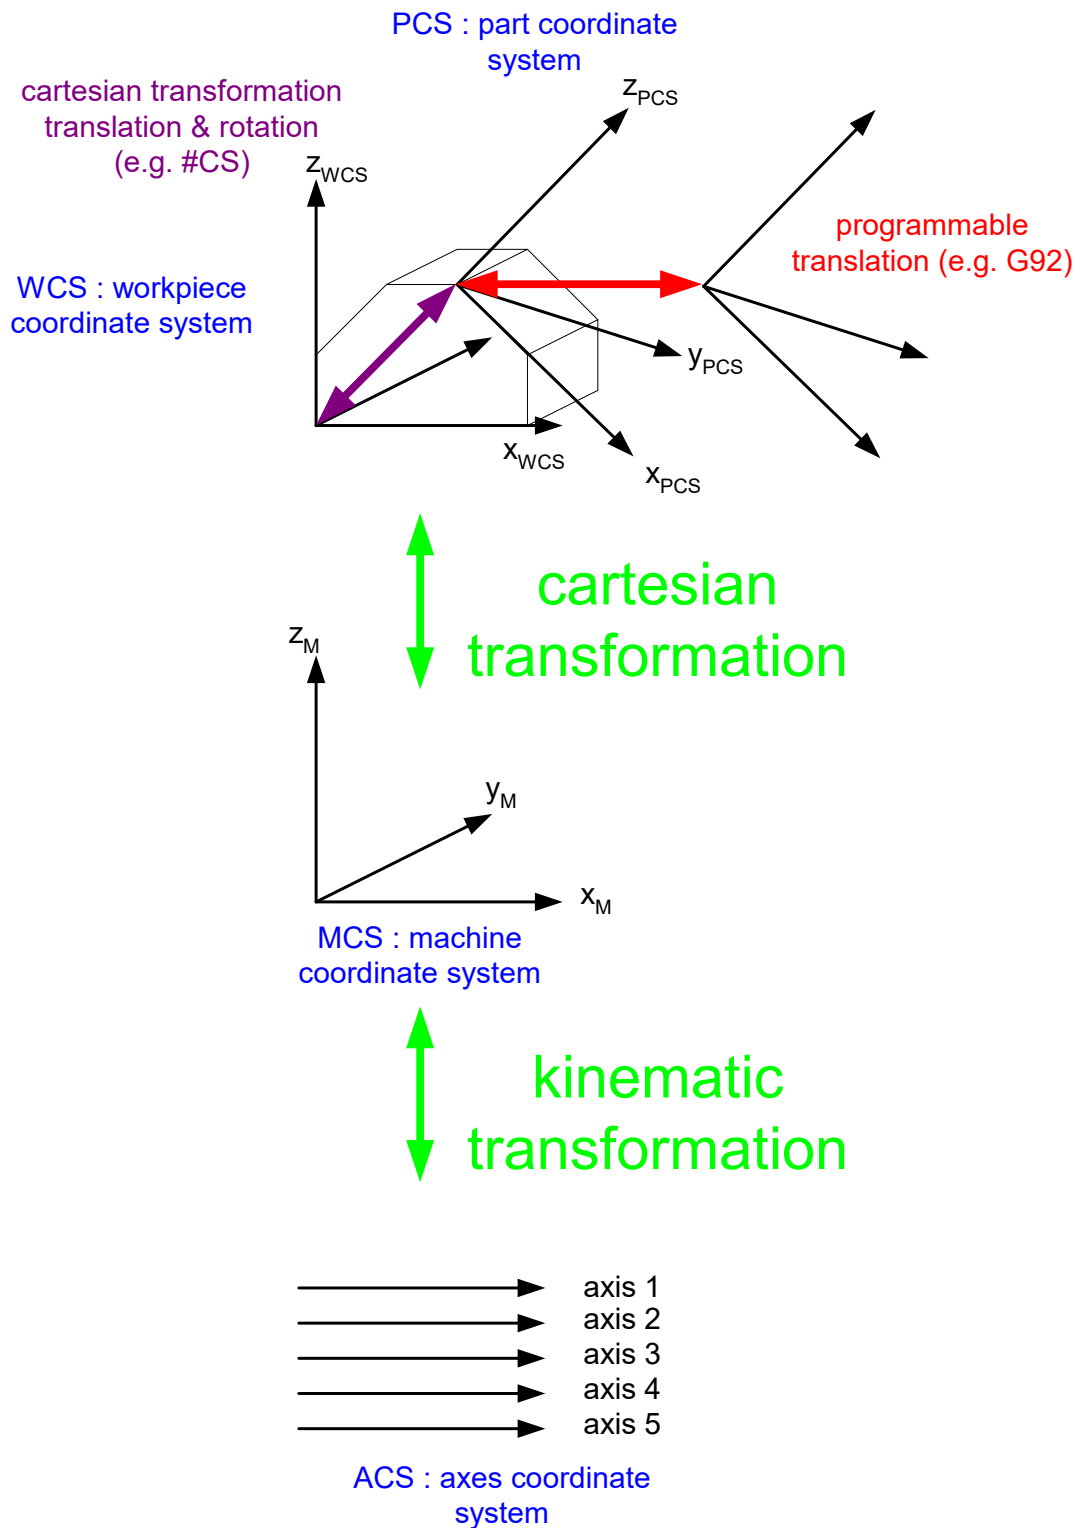 PCS : part coordinate
system
cartesian transformation
translation & rotation
(e.g. #CS)
zPCS
zWCS
programmable
translation (e.g. G92)
WCS : workpiece
coordinate system
yPCS
xWCS
xPCS
cartesian
transformation
zM
yM
xM
MCS : machine
coordinate system
kinematic
transformation
axis 1
axis 2
axis 3
axis 4
axis 5
ACS : axes coordinate
system